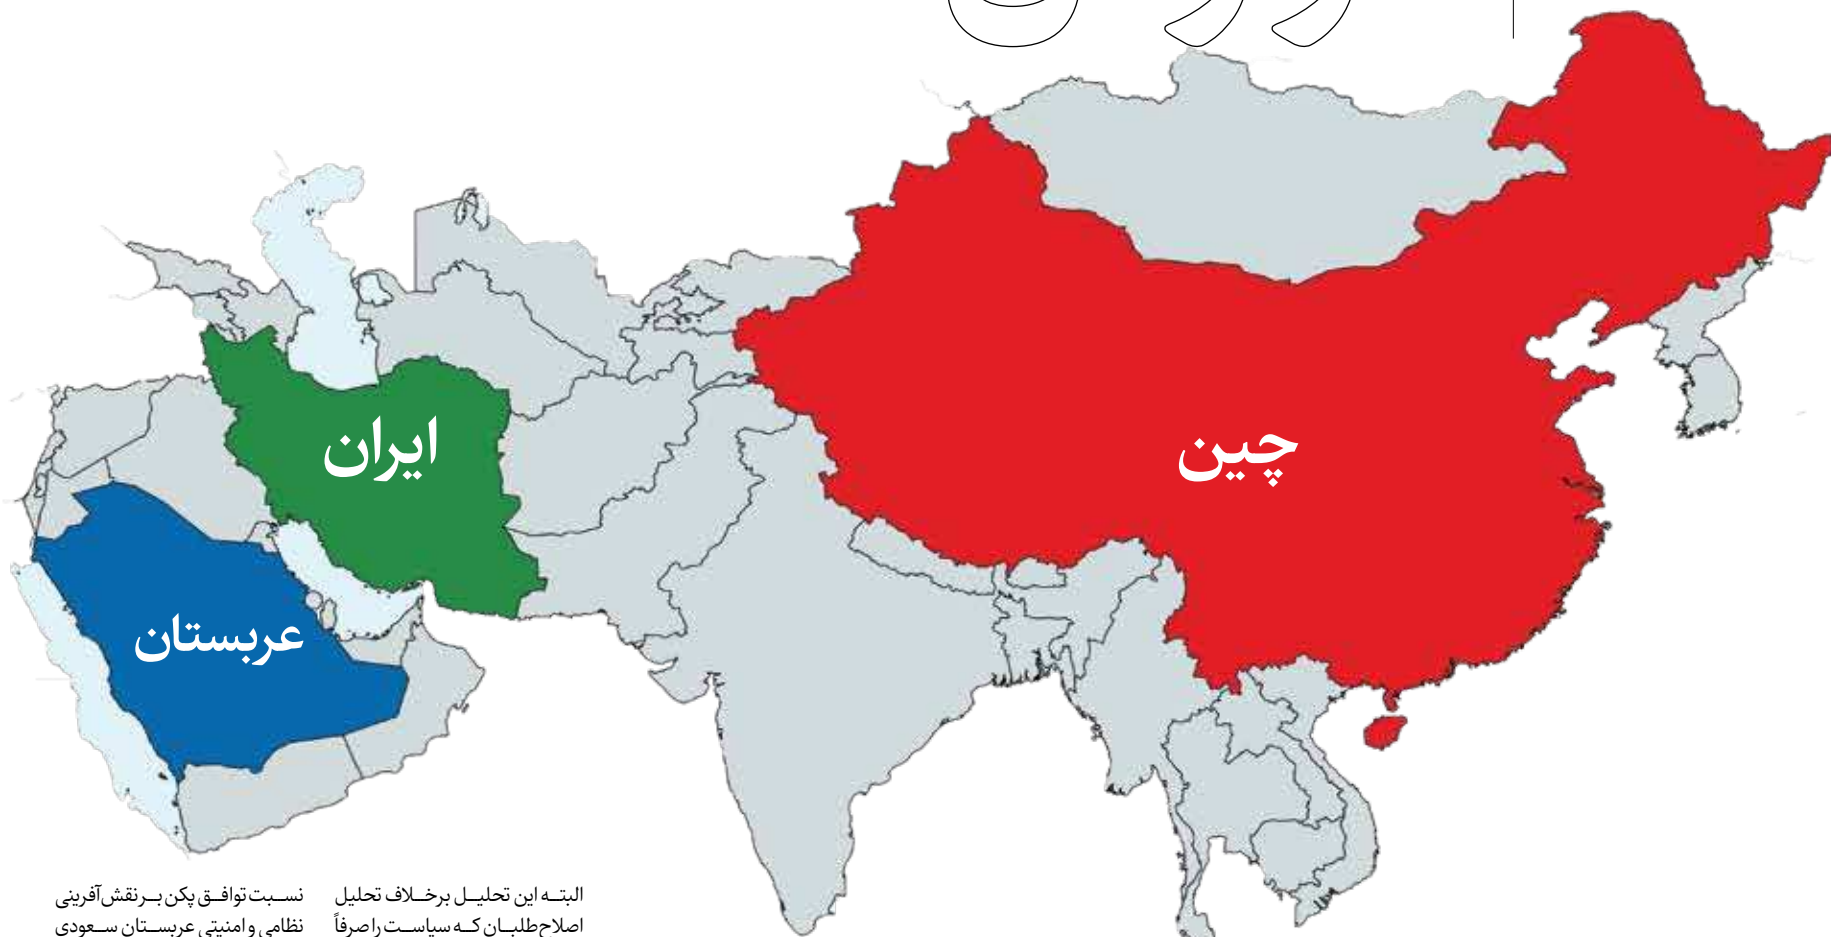 چین
ایران
عربستان
البته این تحلیل برخلاف تحلیل
اصلاح‌طلبان که سیاست را صرفاً
نسبت توافق پکن بر نقش‌آفرینی
نظامی و امنیتی عربستان سعودی